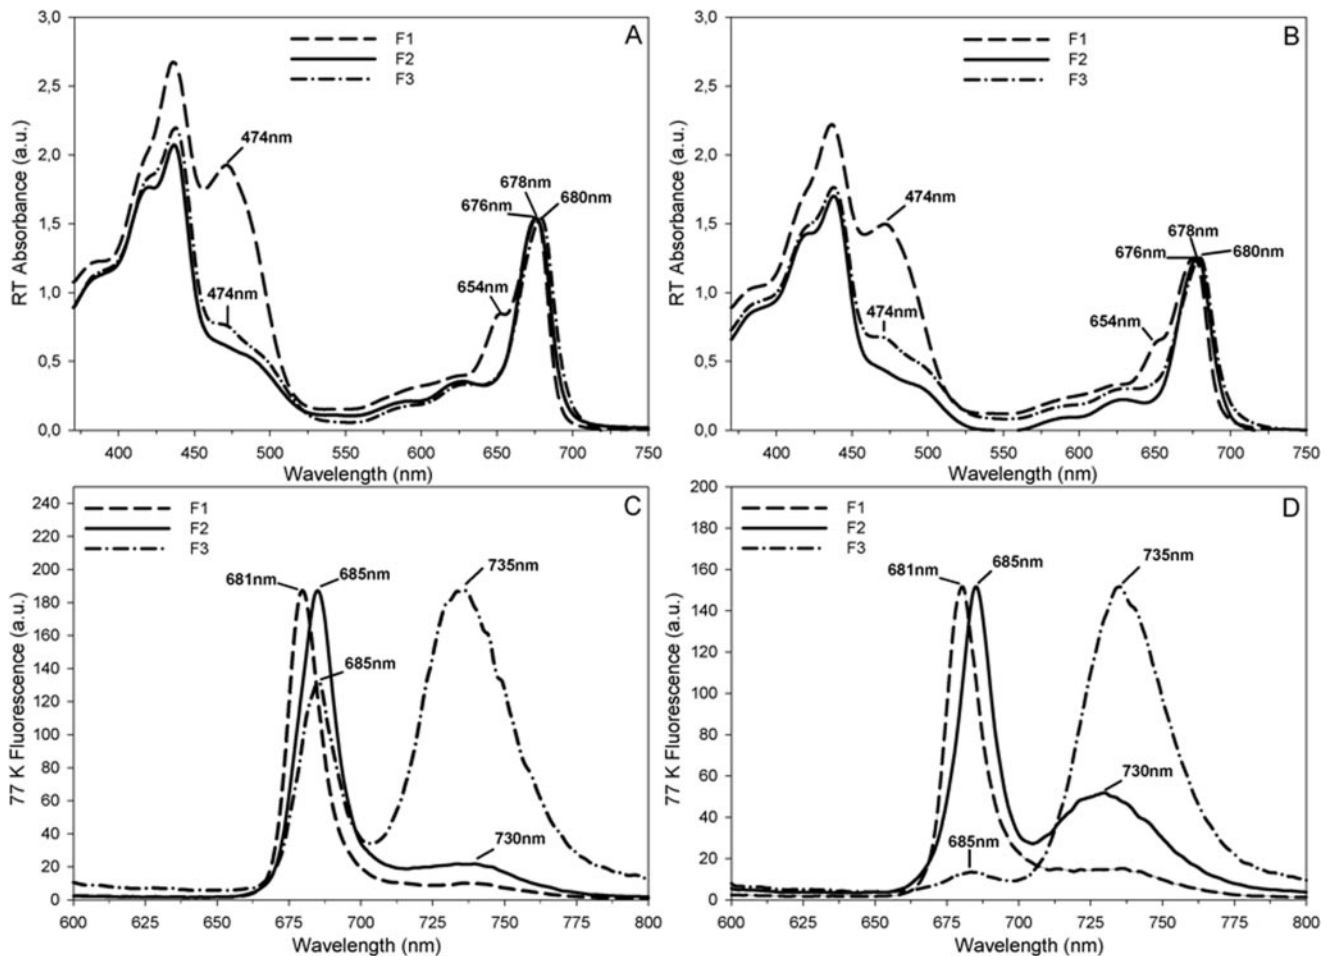 A
F1
F2
F3
3,0
2,5
2,0
1,5
1,0
0,5
0,0
RT Absorbance (a.u.)
474nm
474nm
654nm
676nm
678nm
680nm
400
450
500
550
600
650
700
750
Wavelength (nm)
B
F1
F2
F3
3,0
2,5
2,0
1,5
1,0
0,5
0,0
RT Absorbance (a.u.)
474nm
474nm
654nm
676nm
678nm
680nm
400
450
500
550
600
650
700
750
Wavelength (nm)
C
F1
F2
F3
240
220
200
180
160
140
120
100
80
60
40
20
0
77 K Fluorescence (a.u.)
681nm
685nm
685nm
735nm
730nm
600
625
650
675
700
725
750
775
800
Wavelength (nm)
D
F1
F2
F3
200
180
160
140
120
100
80
60
40
20
0
77 K Fluorescence (a.u.)
681nm
685nm
735nm
730nm
685nm
600
625
650
675
700
725
750
775
800
Wavelength (nm)